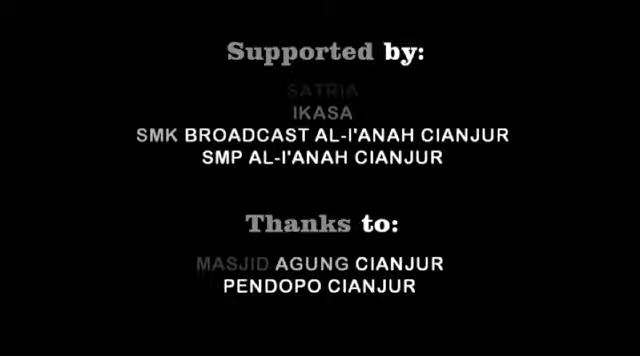 Supported by:
SATRIA
IKASA
SMK BROADCAST AL-I'ANAH CIANJUR
SMP AL-I'ANAH CIANJUR
Thanks to:
MASJID AGUNG CIANJUR
PENDOPO CIANJUR